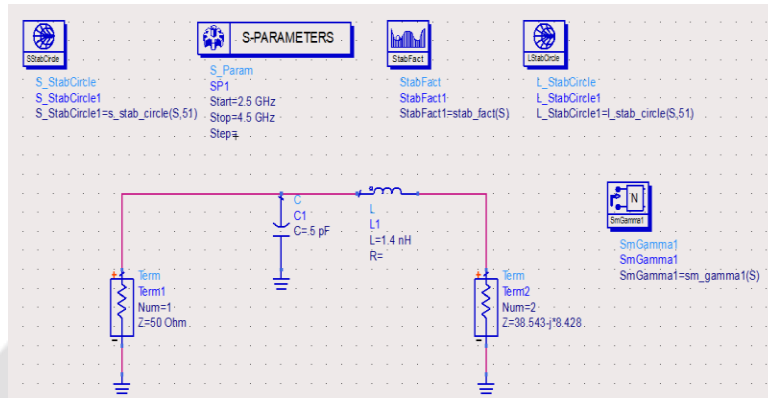 SStabCircle
S_StabCircle
S_StabCircle1
S_StabCircle1=s_stab_circle(S,51)
S-PARAMETERS
S_Param
SP1
Start=2.5 GHz
Stop=4.5 GHz
Step=
StabFact
StabFact
StabFact1
StabFact1=stab_fact(S)
LStabCircle
L_StabCircle
L_StabCircle1
L_StabCircle1=l_stab_circle(S,51)
C
C1
C=.5 pF
L
L1
L=1.4 nH
R=
N
SmGamma1
SmGamma1
SmGamma1
SmGamma1=sm_gamma1(S)
Term
Term1
Num=1
Z=50 Ohm
Term
Term2
Num=2
Z=38.543-j*8.428